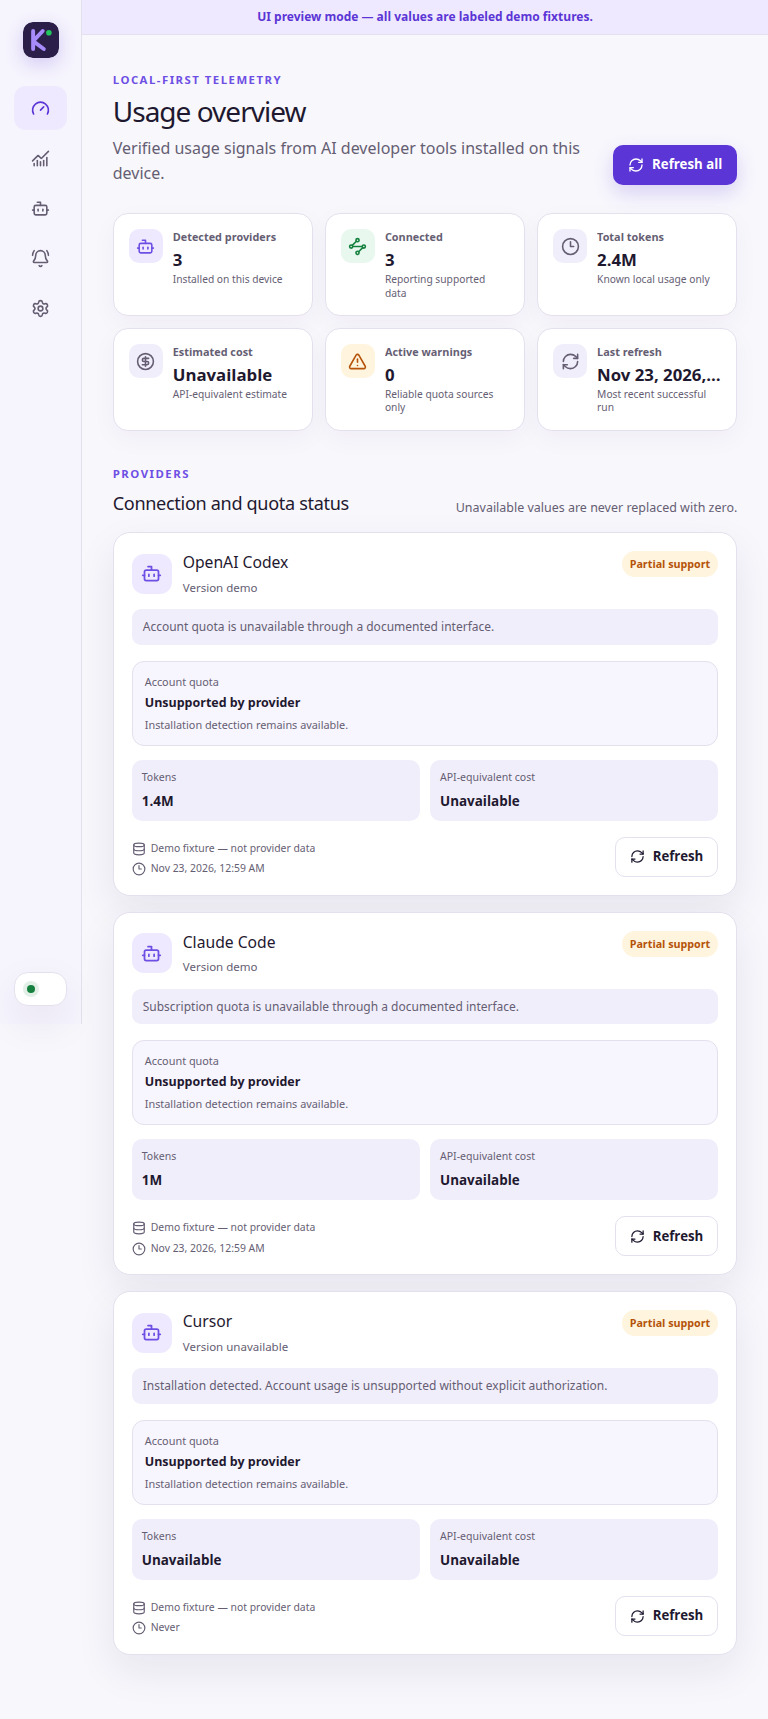 UI preview mode — all values are labeled demo fixtures.
LOCAL-FIRST TELEMETRY
Usage overview
Verified usage signals from AI developer tools installed on this
device.
Refresh all
Detected providers
3
Installed on this device
Connected
3
Reporting supported
data
Total tokens
2.4M
Known local usage only
Estimated cost
Unavailable
API-equivalent estimate
Active warnings
0
Reliable quota sources
only
Last refresh
Nov 23, 2026,...
Most recent successful
run
PROVIDERS
Connection and quota status
Unavailable values are never replaced with zero.
OpenAI Codex
Partial support
Version demo
Account quota is unavailable through a documented interface.
Account quota
Unsupported by provider
Installation detection remains available.
Tokens
1.4M
API-equivalent cost
Unavailable
Demo fixture — not provider data
Nov 23, 2026, 12:59 AM
Refresh
Claude Code
Partial support
Version demo
Subscription quota is unavailable through a documented interface.
Account quota
Unsupported by provider
Installation detection remains available.
Tokens
1M
API-equivalent cost
Unavailable
Demo fixture — not provider data
Nov 23, 2026, 12:59 AM
Refresh
Cursor
Partial support
Version unavailable
Installation detected. Account usage is unsupported without explicit authorization.
Account quota
Unsupported by provider
Installation detection remains available.
Tokens
Unavailable
API-equivalent cost
Unavailable
Demo fixture — not provider data
Never
Refresh